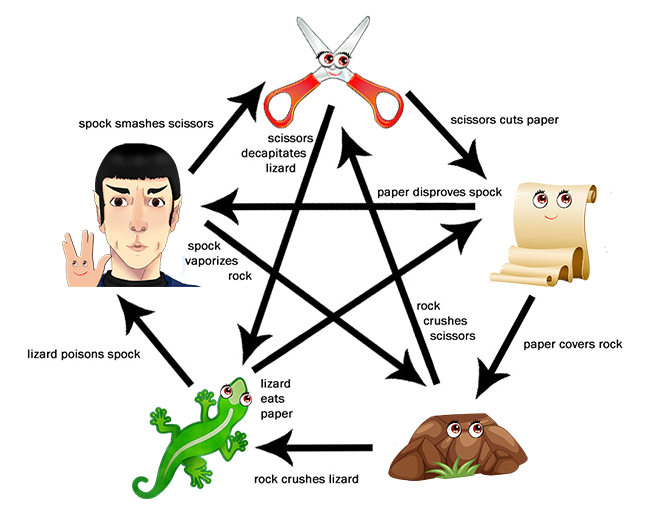 scissors cuts paper
spock smashes scissors
scissors
decapitates
lizard
paper disproves spock
spock
vaporizes
rock
rock
crushes
scissors
paper covers rock
lizard poisons spock
lizard
eats
paper
rock crushes lizard